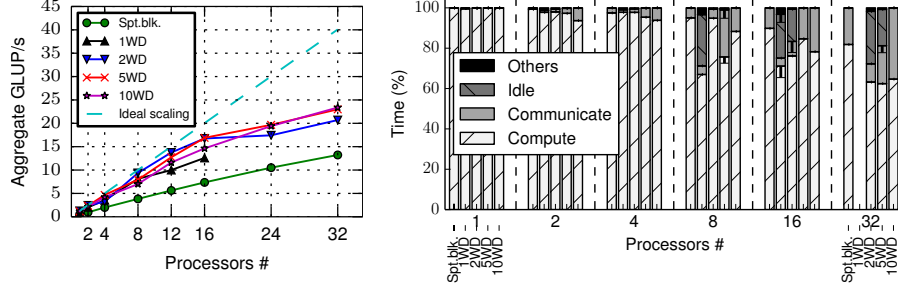 45
40
35
30
25
20
15
10
5
0
Aggregate GLUP/s
Spt.blk.
1WD
2WD
5WD
10WD
Ideal scaling
2 4 8 12 16 24 32
Processors #
100
80
60
40
20
0
Time (%)
Others
Idle
Communicate
Compute
1 2 4 8 16 32
Processors #
Spt.blk.
1WD
2WD
5WD
10WD
Spt.blk.
1WD
2WD
5WD
10WD